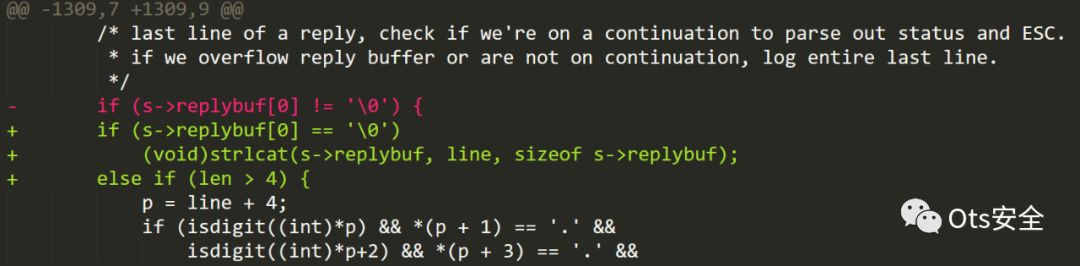 @@ -1309,7 +1309,9 @@
/* last line of a reply, check if we're on a continuation to parse out status and ESC.
* if we overflow reply buffer or are not on continuation, log entire last line.
*/
- if (s->replybuf[0] != '\0') {
+ if (s->replybuf[0] == '\0')
+ (void)strlcat(s->replybuf, line, sizeof s->replybuf);
+ else if (len > 4) {
p = line + 4;
if (isdigit((int)*p) && *(p + 1) == '.' &&
isdigit((int)*p+2) && *(p + 3) == '.' &&
Ots安全